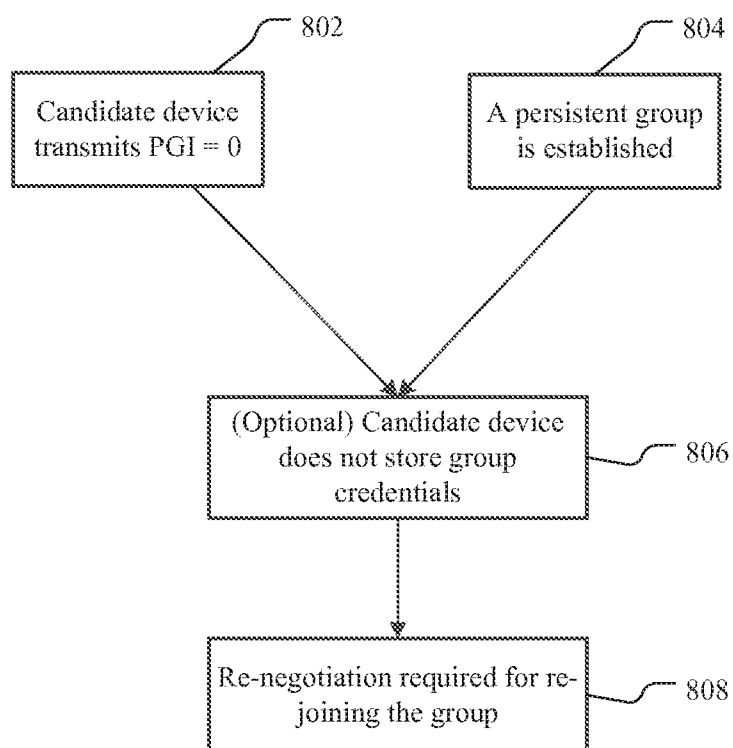 802
804
Candidate device
transmits PGI = 0
A persistent group
is established
(Optional) Candidate device
does not store group
credentials
806
Re-negotiation required for re-
joining the group
808